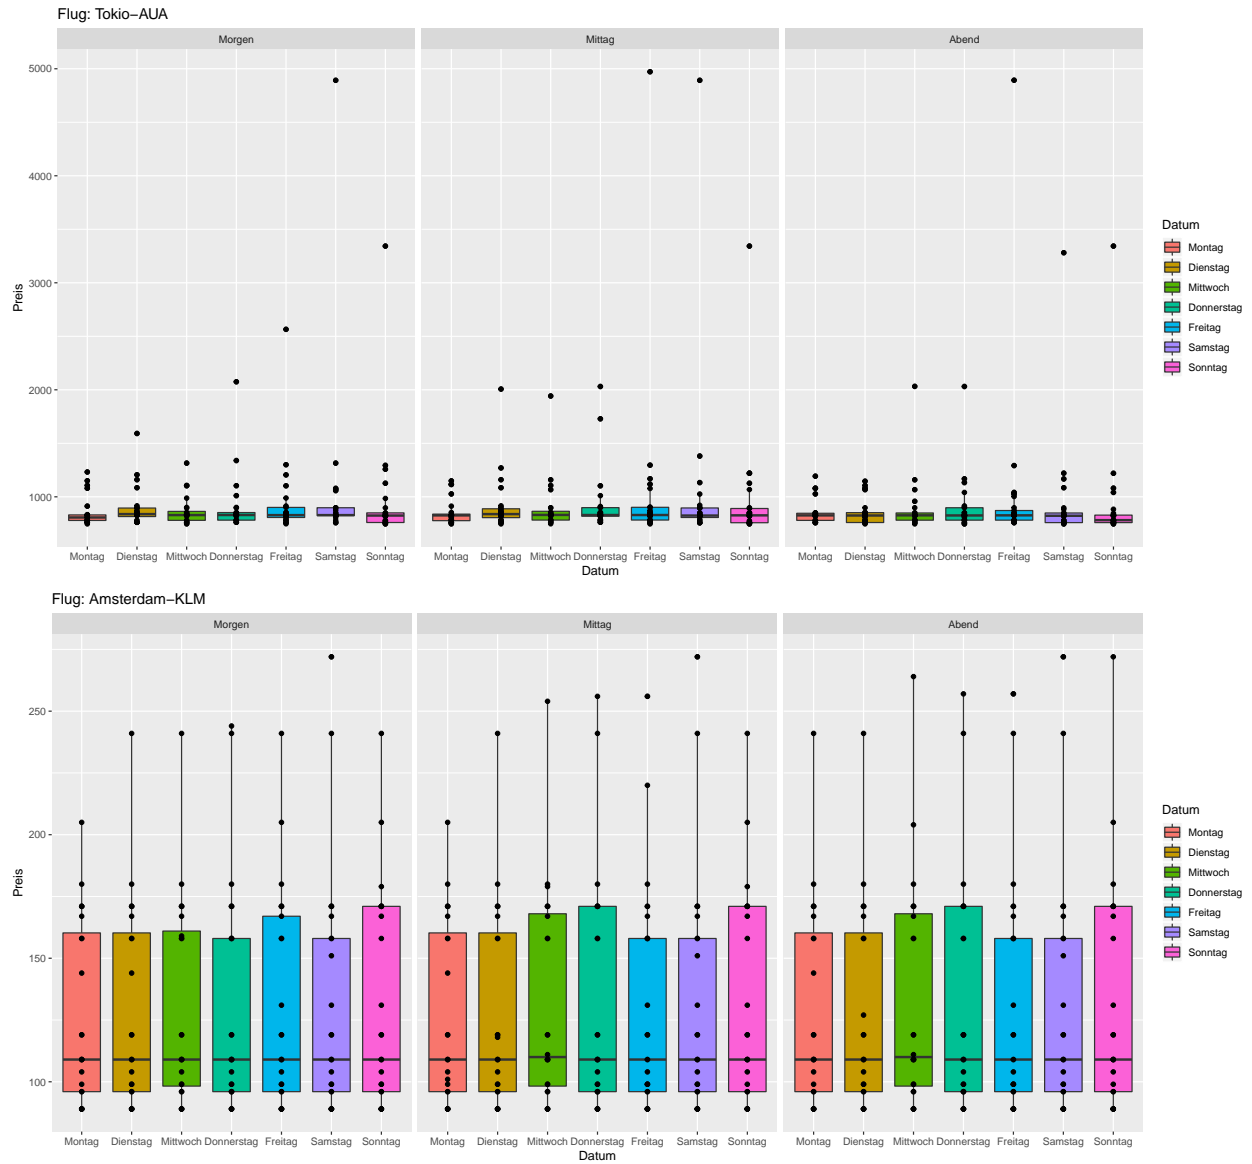 Flug: Tokio−AUA
Morgen Mittag Abend
5000
4000
3000
2000
1000
Preis
Montag Dienstag Mittwoch Donnerstag Freitag Samstag Sonntag Montag Dienstag Mittwoch Donnerstag Freitag Samstag Sonntag Montag Dienstag Mittwoch Donnerstag Freitag Samstag Sonntag
Datum
Datum
Montag
Dienstag
Mittwoch
Donnerstag
Freitag
Samstag
Sonntag
Flug: Amsterdam−KLM
Morgen Mittag Abend
250
200
150
100
Preis
Montag Dienstag Mittwoch Donnerstag Freitag Samstag Sonntag Montag Dienstag Mittwoch Donnerstag Freitag Samstag Sonntag Montag Dienstag Mittwoch Donnerstag Freitag Samstag Sonntag
Datum
Datum
Montag
Dienstag
Mittwoch
Donnerstag
Freitag
Samstag
Sonntag